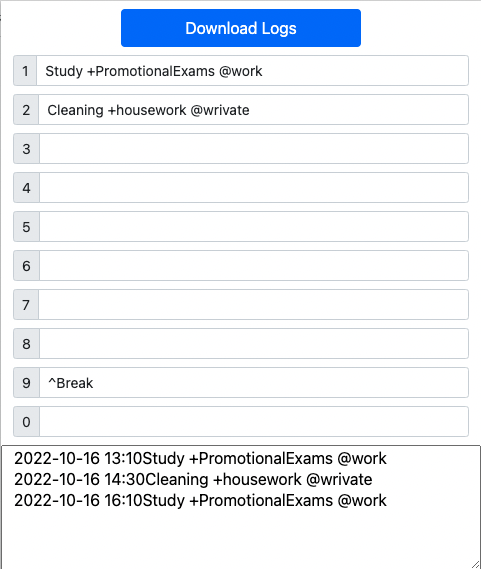 Download Logs
1 Study +PromotionalExams @work
2 Cleaning +housework @wrivate
3
4
5
6
7
8
9 ^Break
0
2022-10-16 13:10Study +PromotionalExams @work
2022-10-16 14:30Cleaning +housework @wrivate
2022-10-16 16:10Study +PromotionalExams @work